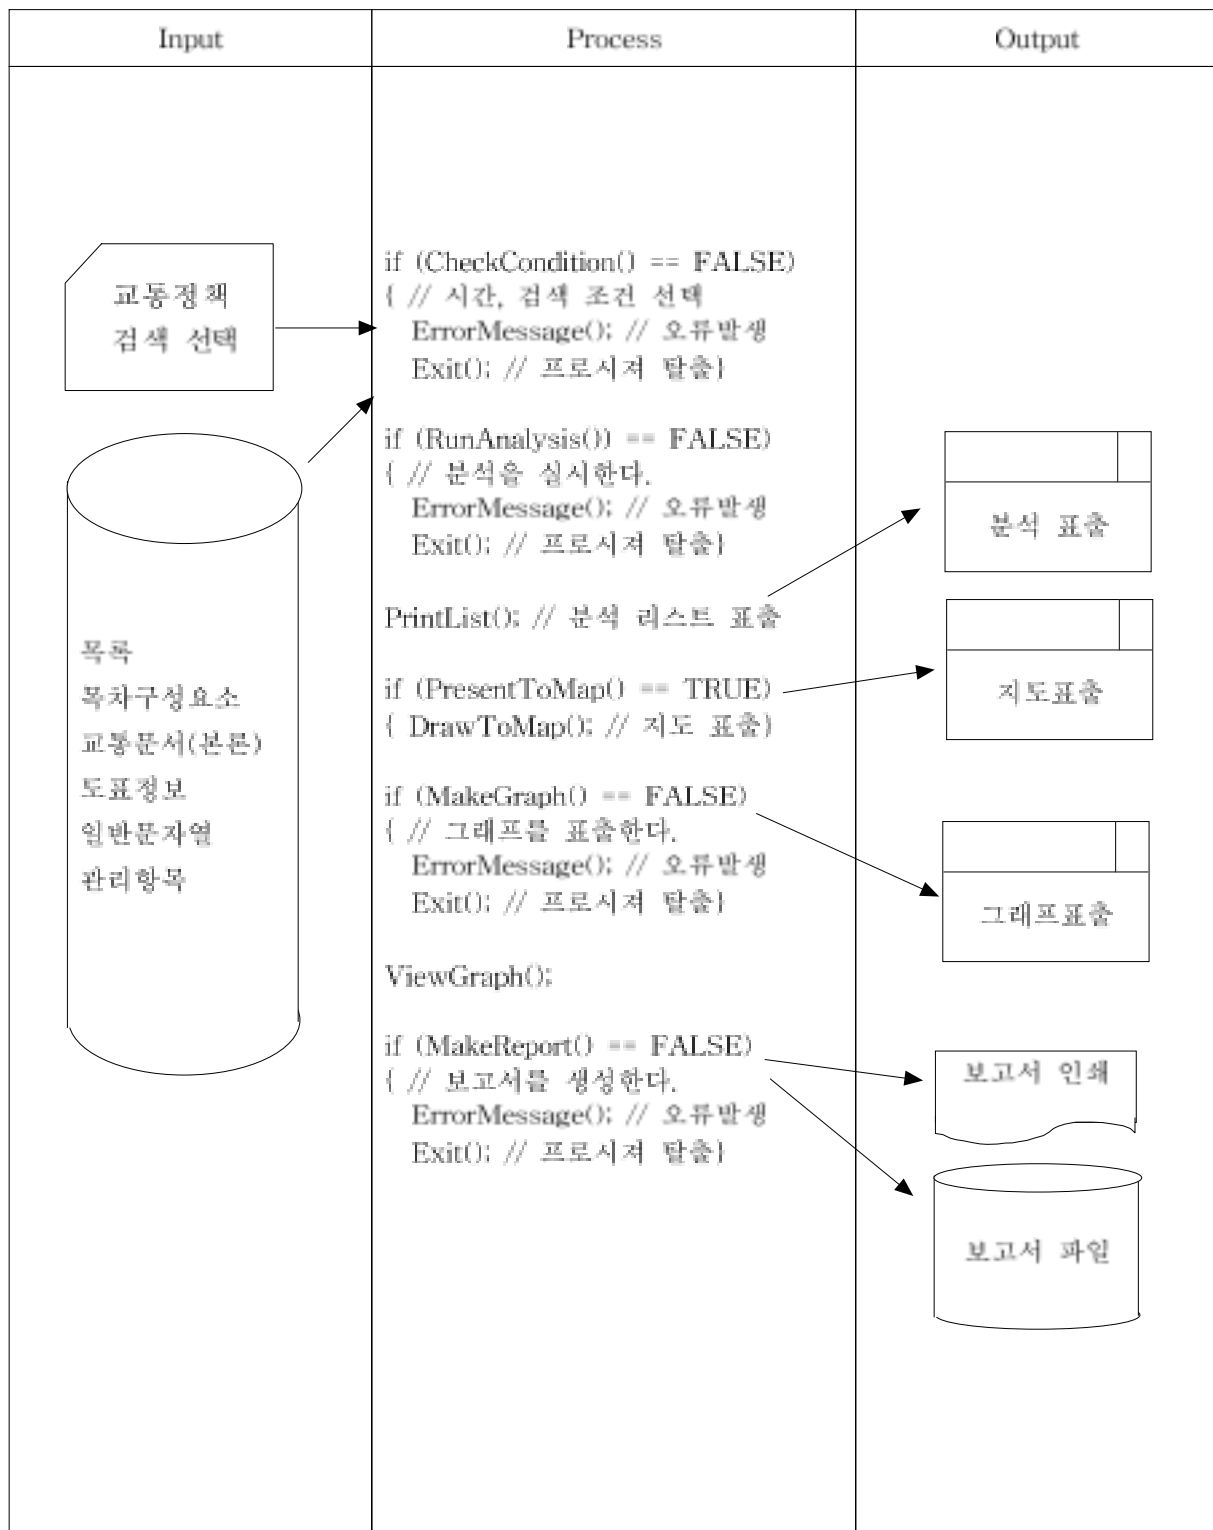 Input
Process
Output
교통정책
검색 선택
목록
목차구성요소
교통문서(본론)
도표정보
일반문자열
관리항목
if (CheckCondition() == FALSE)
{ // 시간, 검색 조건 선택
ErrorMessage(); // 오류발생
Exit(); // 프로시져 탈출}
if (RunAnalysis()) == FALSE)
{ // 분석을 실시한다.
ErrorMessage(); // 오류발생
Exit(); // 프로시져 탈출}
PrintList(); // 분석 리스트 표출
if (PresentToMap() == TRUE)
{ DrawToMap(); // 지도 표출}
if (MakeGraph() == FALSE)
{ // 그래프를 표출한다.
ErrorMessage(); // 오류발생
Exit(); // 프로시져 탈출}
ViewGraph();
if (MakeReport() == FALSE)
{ // 보고서를 생성한다.
ErrorMessage(); // 오류발생
Exit(); // 프로시져 탈출}
분석 표출
지도표출
그래프표출
보고서 인쇄
보고서 파일